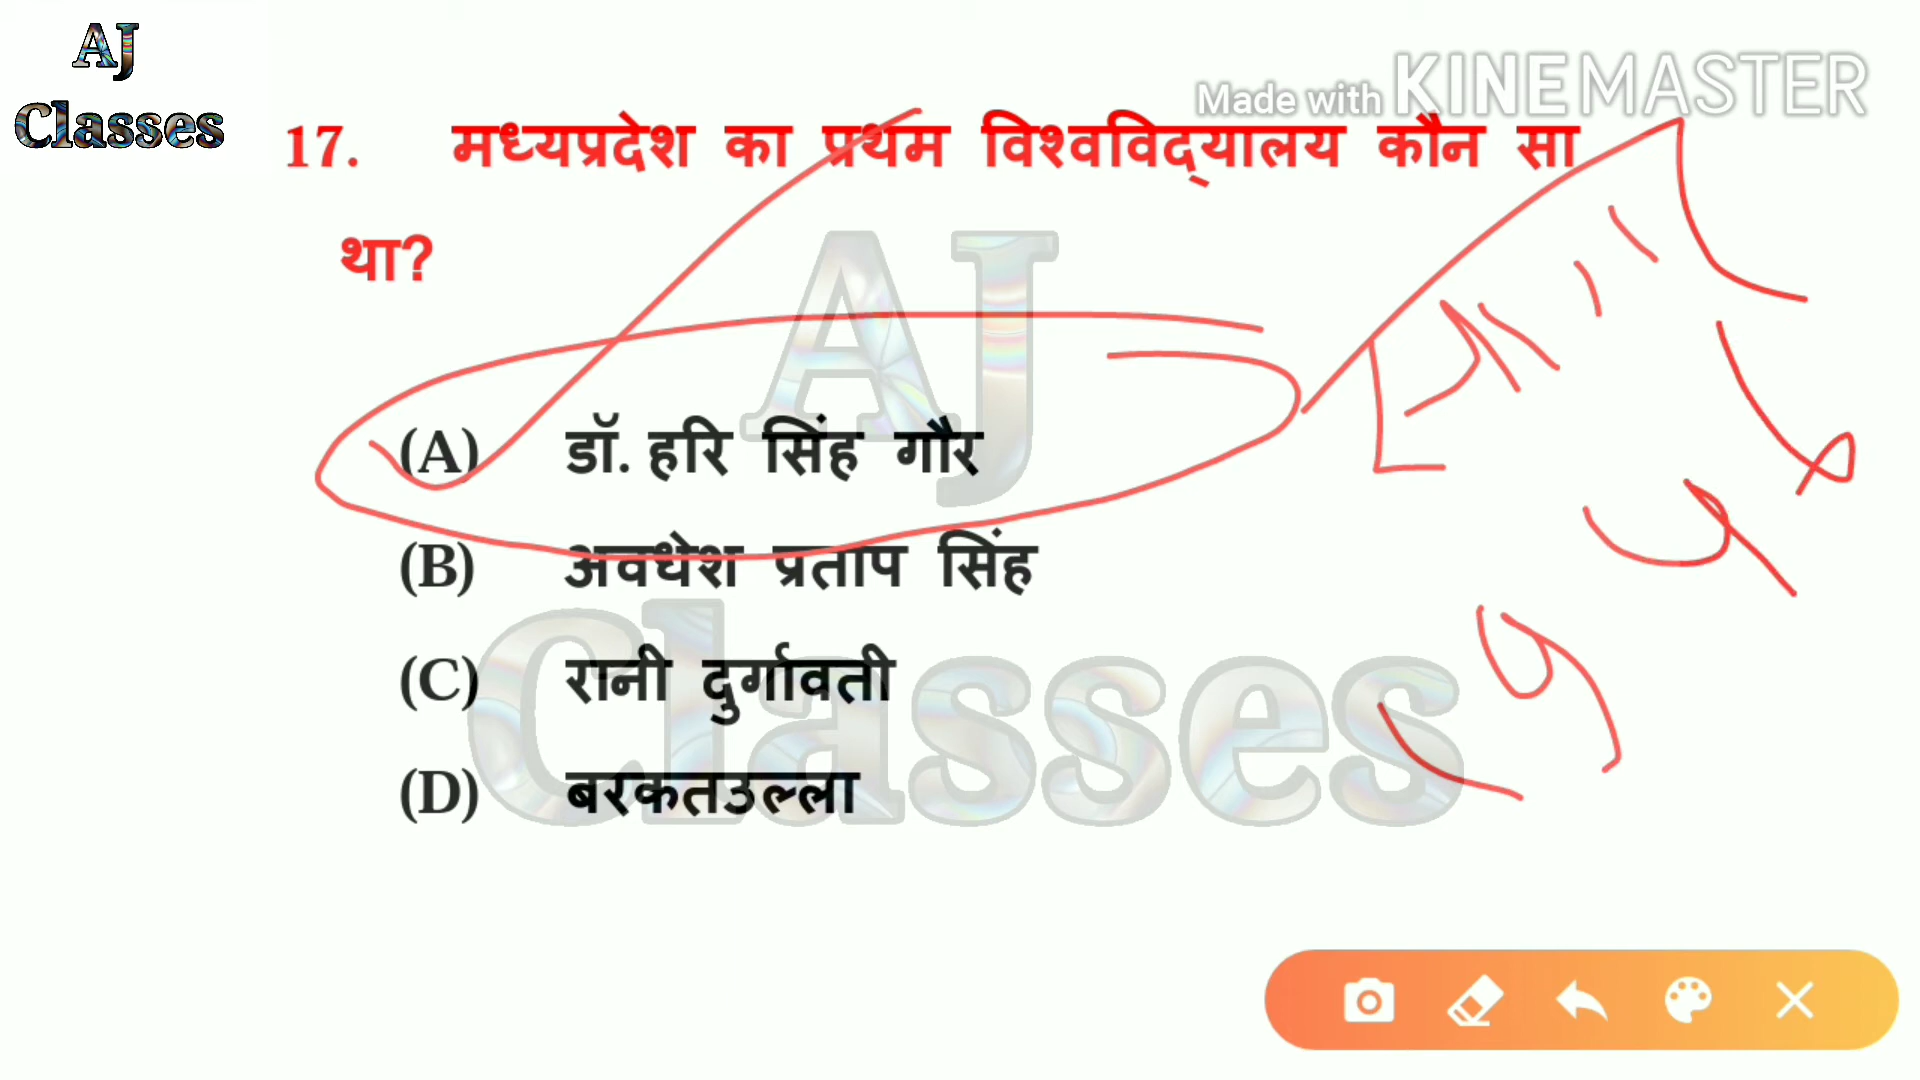 AJ
Classes
Made with KINEMASTER
17. मध्यप्रदेश का प्रथम विश्वविद्यालय कौन सा
था?
AJ
(A) डॉ. हरि सिंह गौर
(B) अवधेश प्रताप सिंह
(C) रानी दुर्गावती
Classes
(D) बरकतउल्ला